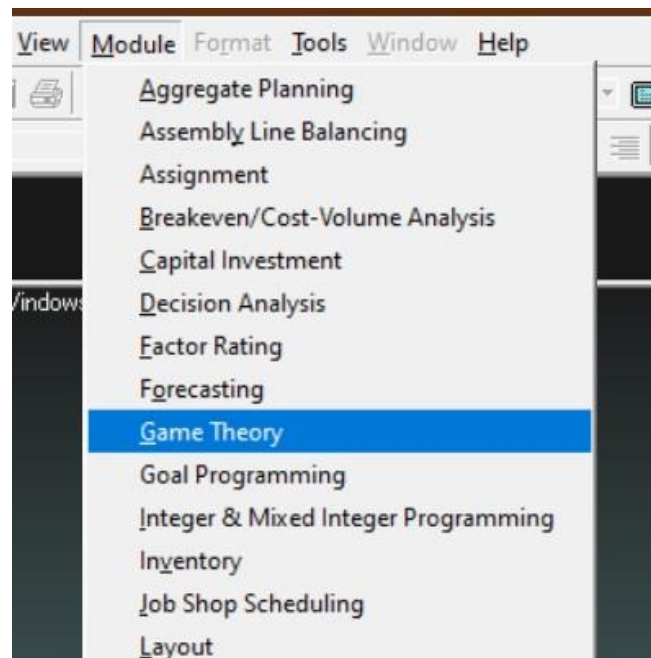 View Module Format Tools Window Help
Aggregate Planning
Assembly Line Balancing
Assignment
Breakeven/Cost-Volume Analysis
Capital Investment
Decision Analysis
Factor Rating
Forecasting
Game Theory
Goal Programming
Integer & Mixed Integer Programming
Inventory
Job Shop Scheduling
Layout